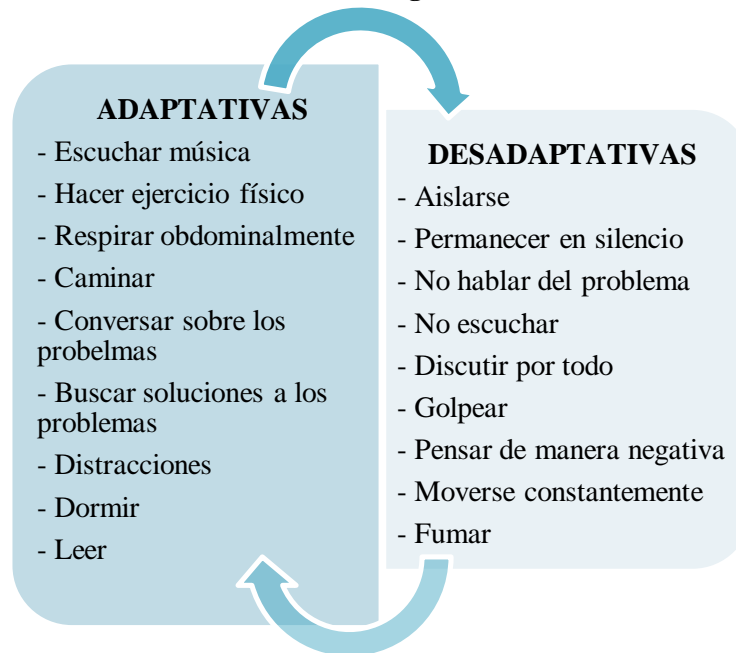 ADAPTATIVAS
- Escuchar música
- Hacer ejercicio físico
- Respirar obdominalmente
- Caminar
- Conversar sobre los
probelmas
- Buscar soluciones a los
problemas
- Distracciones
- Dormir
- Leer
DESADAPTATIVAS
- Aislarse
- Permanecer en silencio
- No hablar del problema
- No escuchar
- Discutir por todo
- Golpear
- Pensar de manera negativa
- Moverse constantemente
- Fumar